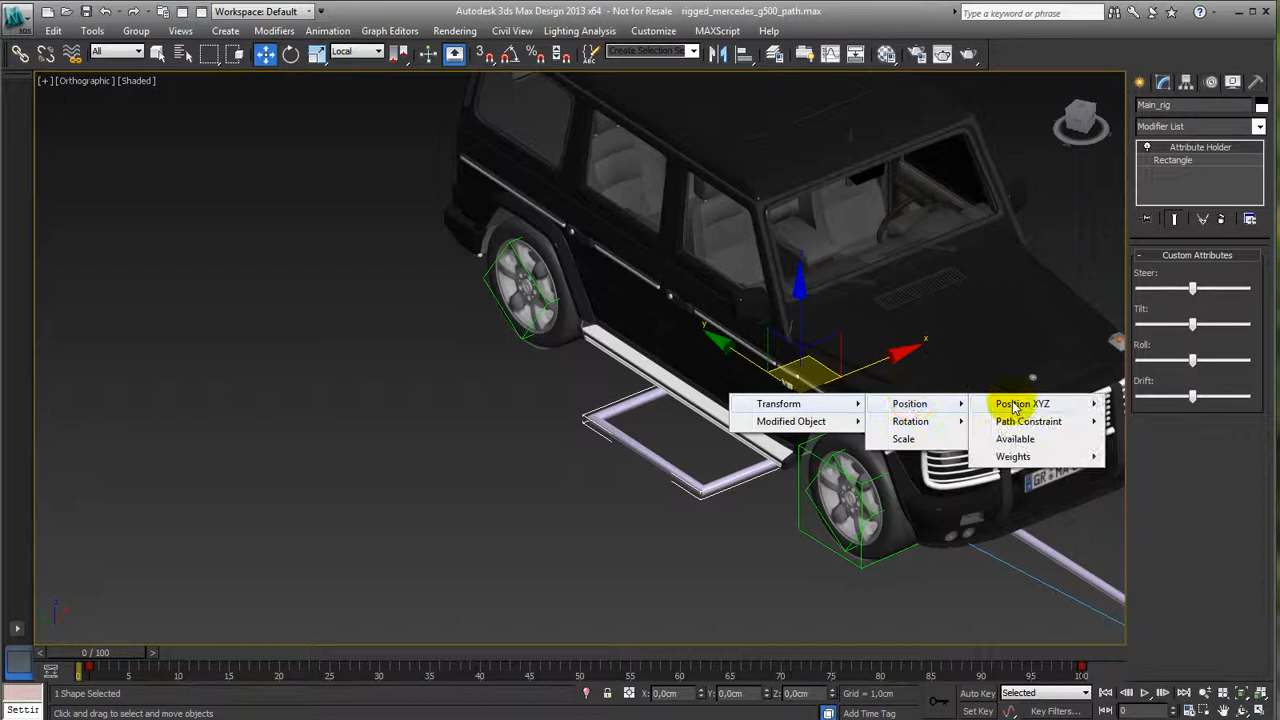 Workspace: Default
Autodesk 3ds Max Design 2013 x64 - Not for Resale rigged_mercedes_g500_path.max
Type a keyword or phrase
Edit Tools Group Views Create Modifiers Animation Graph Editors Rendering Civil View Lighting Analysis Customize MAXScript Help
All
Local
Create Selection Se
[+] [Orthographic] [Shaded]
Main_rig
Modifier List
Attribute Holder
Rectangle
Custom Attributes
Steer:
Tilt:
Roll:
Drift:
z
y
x
Transform
Modified Object
Position
Rotation
Scale
Position XYZ
Path Constraint
Available
Weights
0 / 100
5 10 15 20 25 30 35 40 45 50 55 60 65 70 75 80 85 90 95 100
1 Shape Selected
X: 0,0cm
Y: 0,0cm
Z: 0,0cm
Grid = 1,0cm
Auto Key
Selected
Settir
Click and drag to select and move objects
Add Time Tag
Set Key
Key Filters...
0